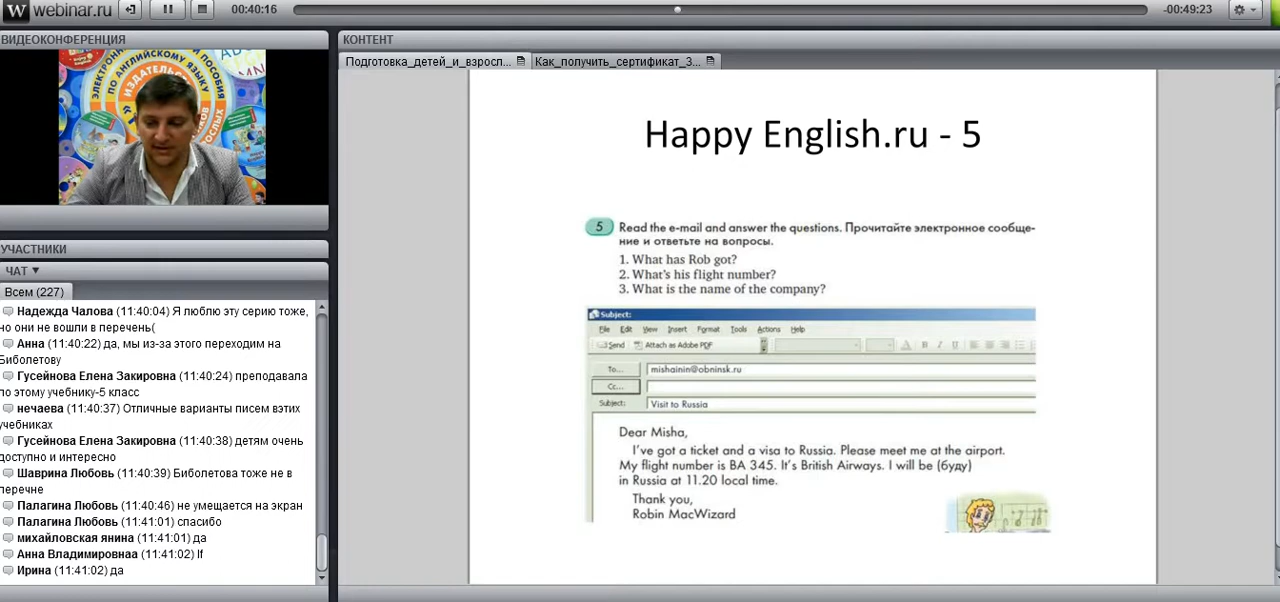 webinar.ru
00:40:16
-00:49:23
ВИДЕОКОНФЕРЕНЦИЯ
ЭЛЕКТРОННЫЕ
ПО АНГЛИЙСКОМУ ЯЗЫКУ
ПОСОБИЯ
УЧАСТНИКИ
ЧАТ
Всем (227)
Надежда Чалова (11:40:04) Я люблю эту серию тоже,
но они не вошли в перечень(
Анна (11:40:22) да, мы из-за этого переходим на
Биболетову
Гусейнова Елена Закировна (11:40:24) преподавала
по этому учебнику-5 класс
нечаева (11:40:37) Отличные варианты писем вэтих
учебниках
Гусейнова Елена Закировна (11:40:38) детям очень
доступно и интересно
Шаврина Любовь (11:40:39) Биболетова тоже не в
перечне
Палагина Любовь (11:40:46) не умещается на экран
Палагина Любовь (11:41:01) спасибо
михайловская янина (11:41:01) да
Анна Владимировнаа (11:41:02) If
Ирина (11:41:02) да
КОНТЕНТ
Подготовка_детей_и_взросл...
Как_получить_сертификат_З...
Happy English.ru - 5
5 Read the e-mail and answer the questions. Прочитайте электронное сообще-
ние и ответьте на вопросы.
1. What has Rob got?
2. What's his flight number?
3. What is the name of the company?
Subject:
File Edit View Insert Format Tools Actions Help
Send Attach as Adobe PDF
To... mishainin@obninsk.ru
Cc...
Subject: Visit to Russia
Dear Misha,
I've got a ticket and a visa to Russia. Please meet me at the airport.
My flight number is BA 345. It's British Airways. I will be (буду)
in Russia at 11.20 local time.
Thank you,
Robin MacWizard